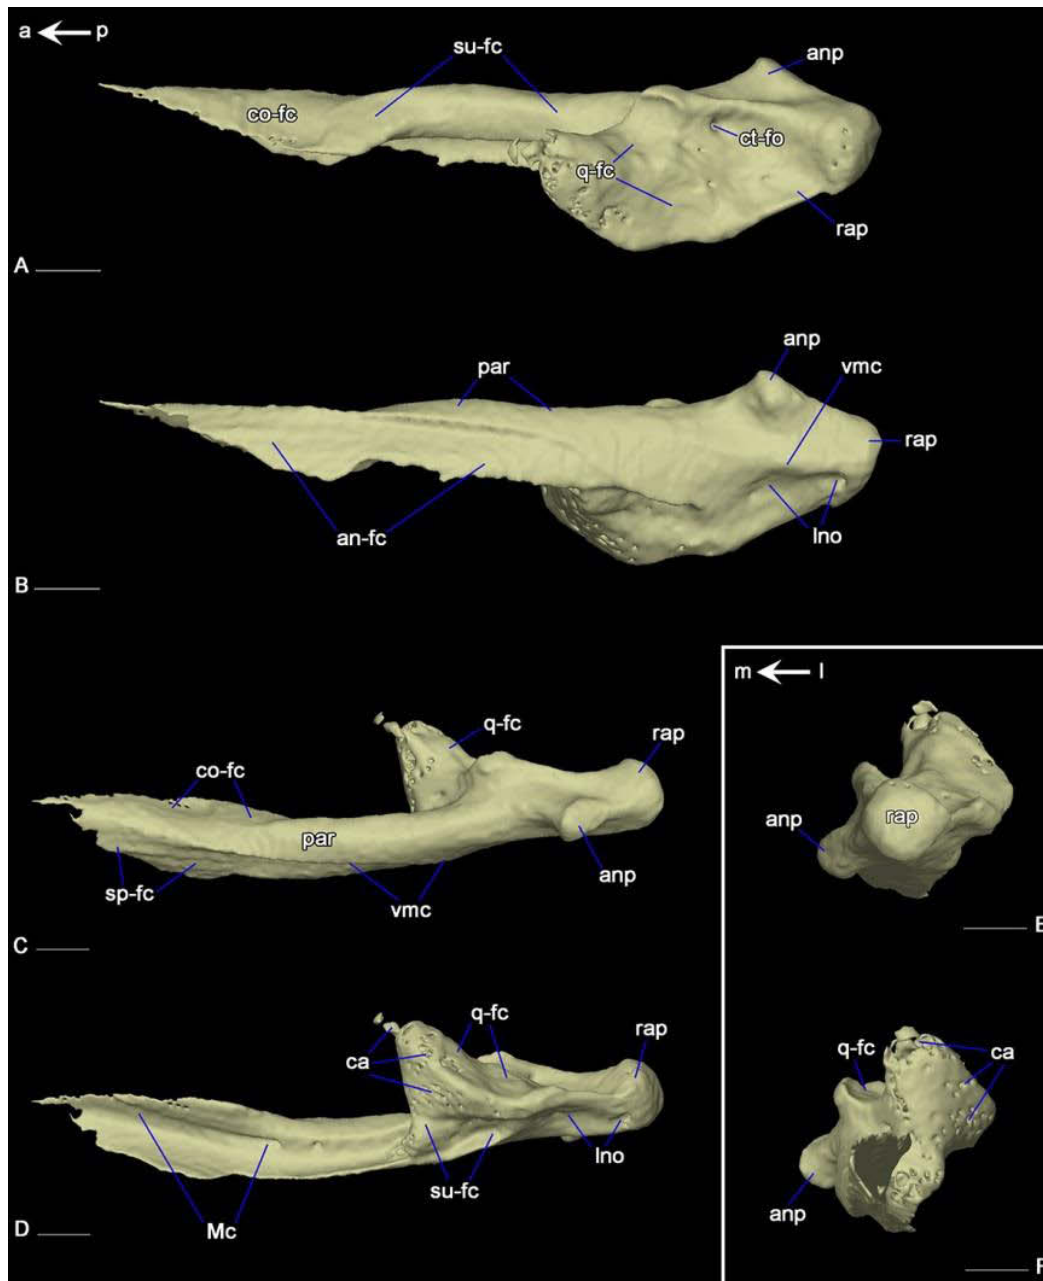 a p
su-fc
anp
co-fc
ct-fo
q-fc
rap
A
anp
par
vmc
rap
an-fc
lno
B
m l
q-fc
rap
co-fc
par
anp
rap
anp
sp-fc
vmc
C
E
q-fc
rap
ca
q-fc
ca
lno
su-fc
anp
Mc
D
F